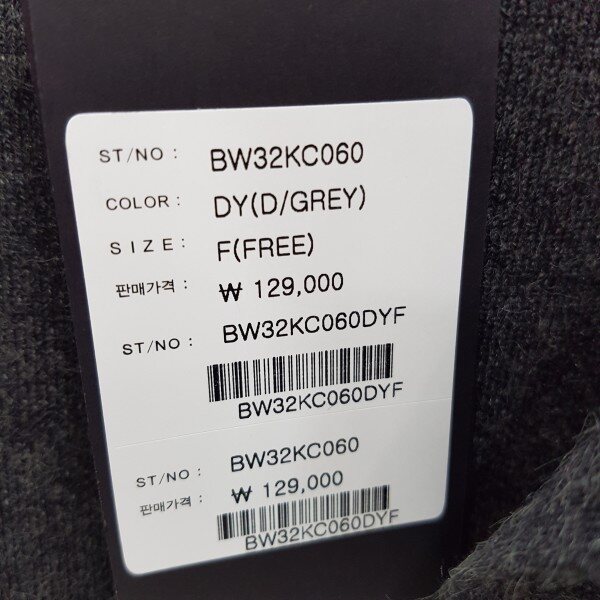 ST/NO : BW32KC060
COLOR : DY(D/GREY)
SIZE : F(FREE)
판매가격 : ₩ 129,000
ST/NO : BW32KC060DYF
BW32KC060DYF
ST/NO : BW32KC060
판매가격 : ₩ 129,000
BW32KC060DYF